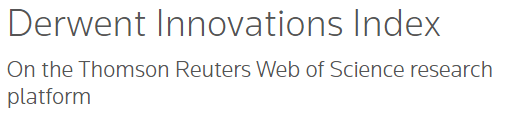 Derwent Innovations Index
On the Thomson Reuters Web of Science research
platform